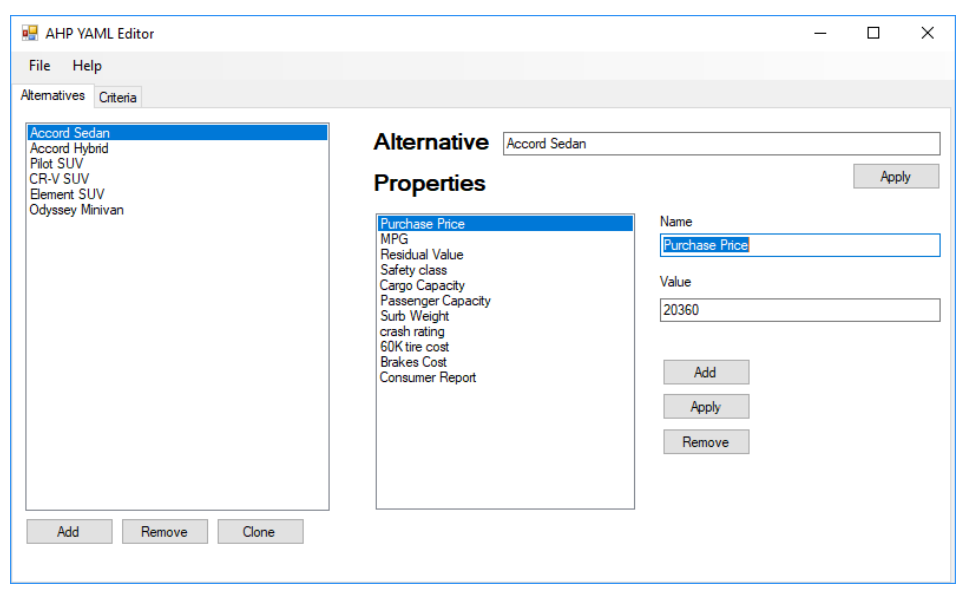 AHP YAML Editor
File Help
Alternatives Criteria
Accord Sedan
Accord Hybrid
Pilot SUV
CR-V SUV
Element SUV
Odyssey Minivan
Add Remove Clone
Alternative Accord Sedan
Apply
Properties
Purchase Price
MPG
Residual Value
Safety class
Cargo Capacity
Passenger Capacity
Surb Weight
crash rating
60K tire cost
Brakes Cost
Consumer Report
Name
Purchase Price
Value
20360
Add
Apply
Remove